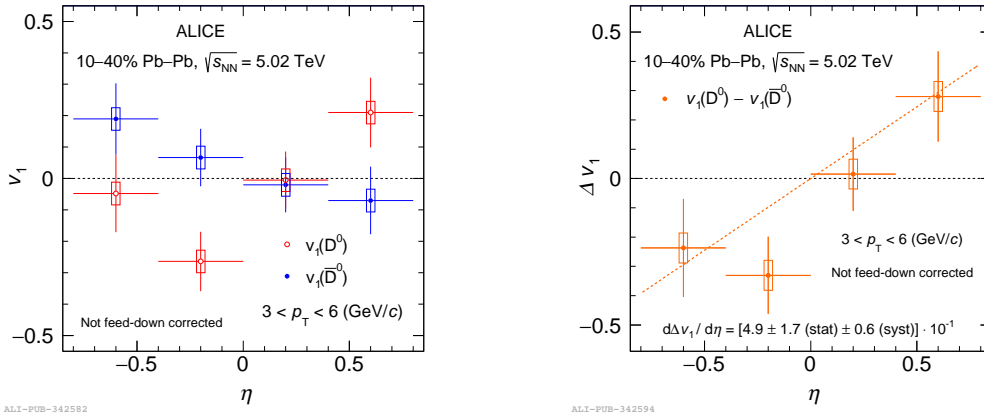 ALICE
10–40% Pb–Pb, √sNN = 5.02 TeV
v1
0.5
0
−0.5
v1(D0)
v1(D̅0)
3 < pT < 6 (GeV/c)
Not feed-down corrected
−0.5 0 0.5
η
ALI-PUB-342582
ALICE
10–40% Pb–Pb, √sNN = 5.02 TeV
v1(D0) − v1(D̅0)
Δ v1
0.5
0
−0.5
3 < pT < 6 (GeV/c)
Not feed-down corrected
dΔv1 / dη = [4.9 ± 1.7 (stat) ± 0.6 (syst)] · 10-1
−0.5 0 0.5
η
ALI-PUB-342594